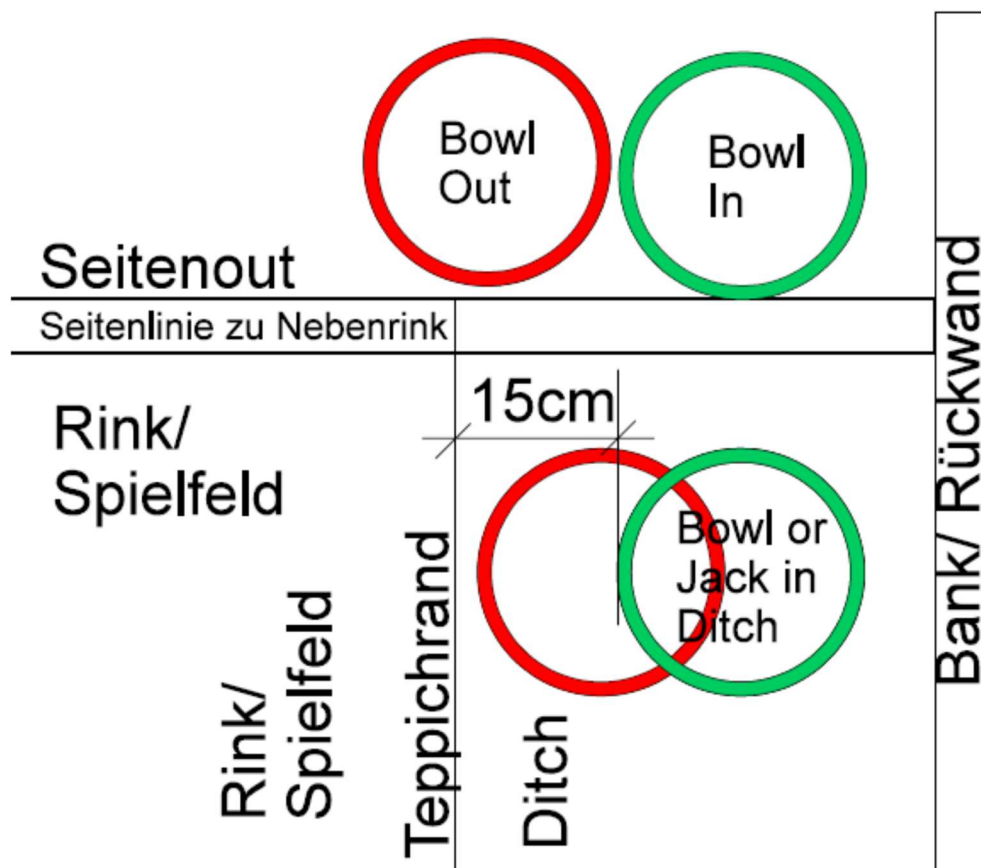 Bowl
Out
Bowl
In
Seitenout
Seitenlinie zu Nebenrink
15cm
Rink/
Spielfeld
Bowl or
Jack in
Ditch
Rink/
Spielfeld
Teppichrand
Ditch
Bank/ Rückwand